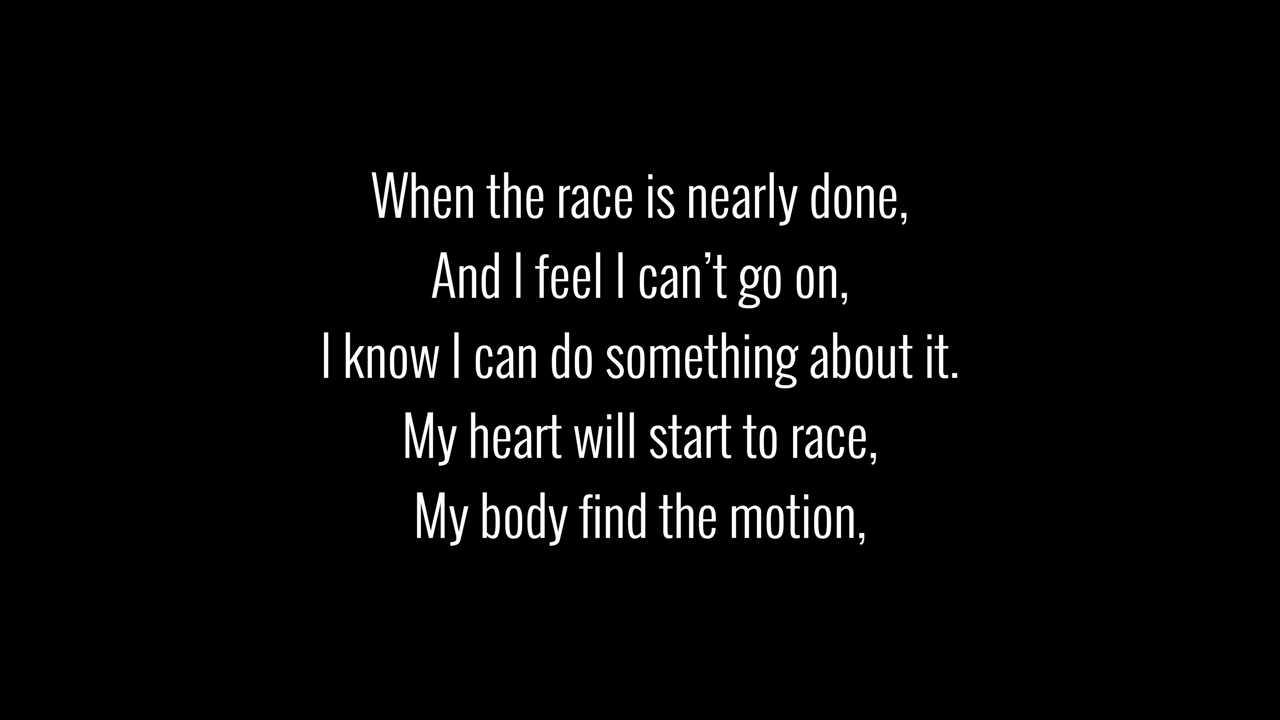 When the race is nearly done,
And I feel I can’t go on,
I know I can do something about it.
My heart will start to race,
My body find the motion,